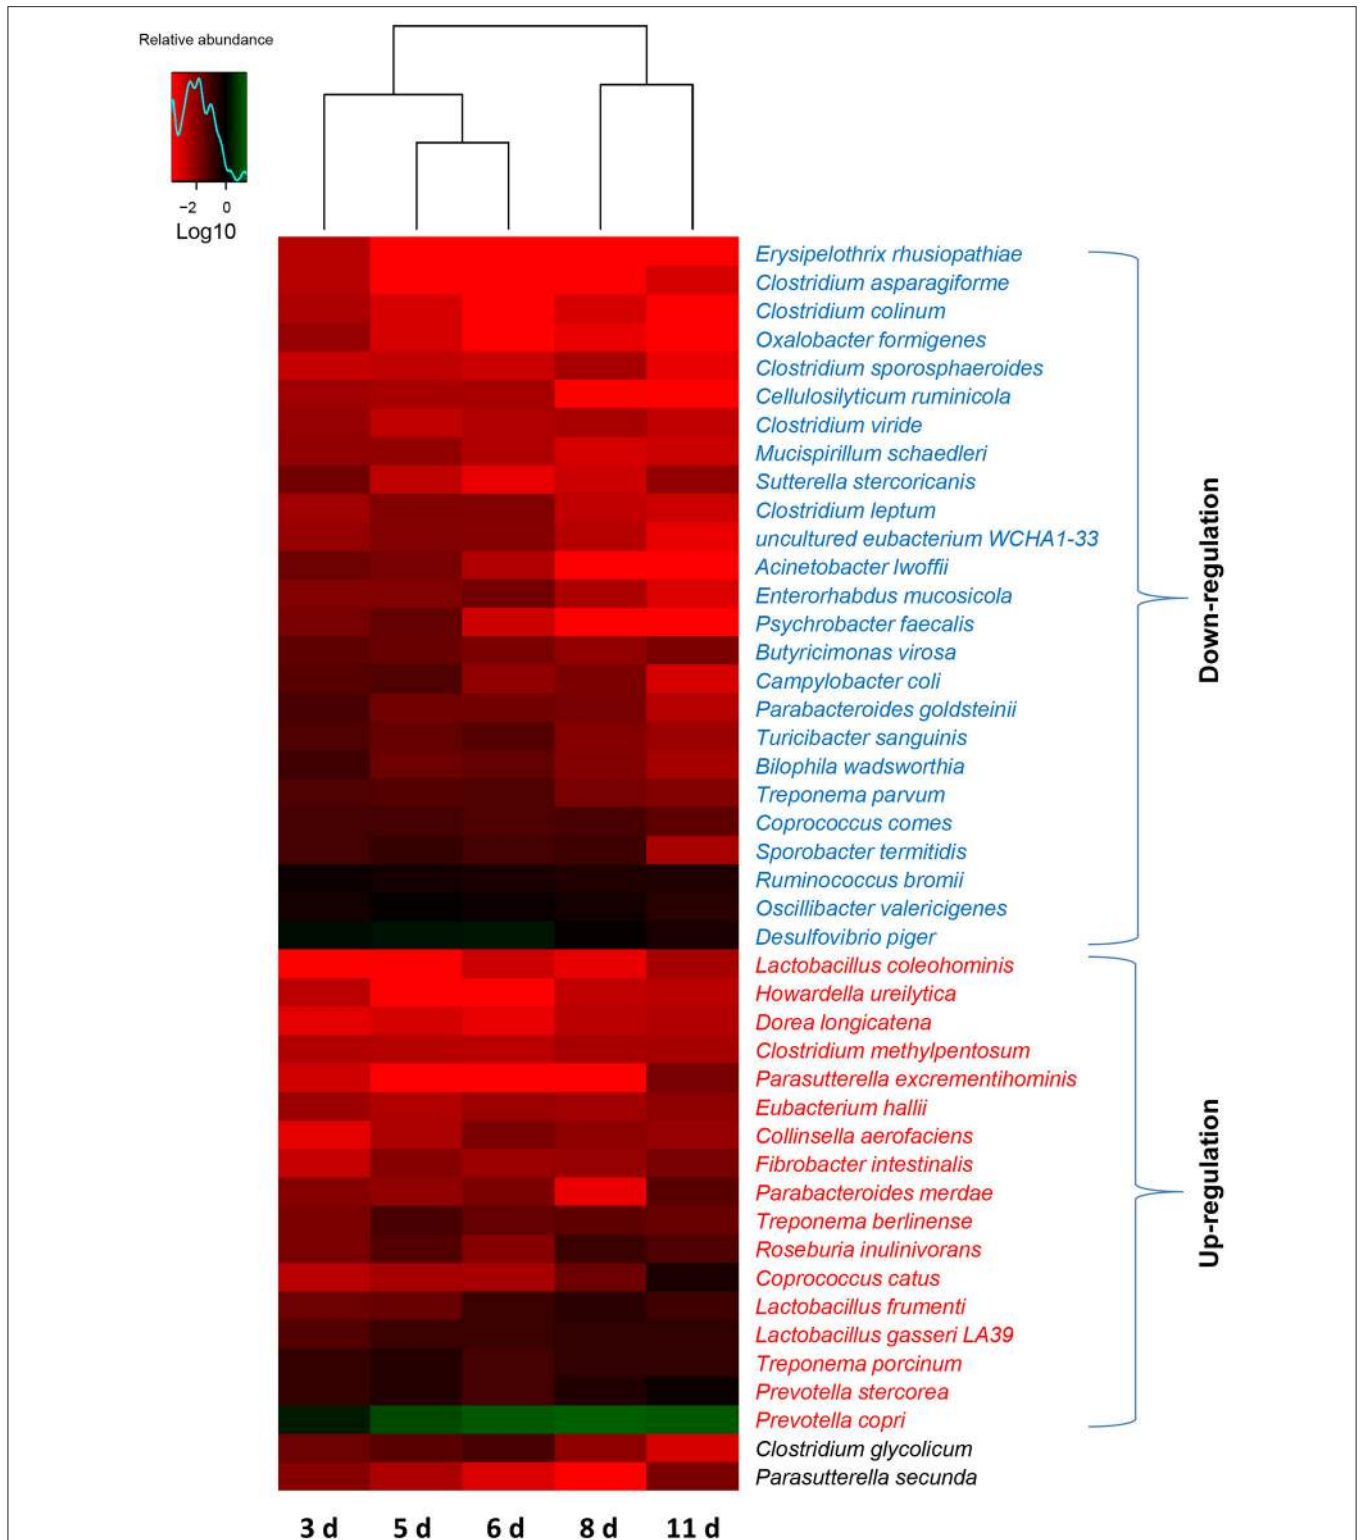 Relative abundance
−2 0
Log10
Erysipelothrix rhusiopathiae
Clostridium asparagiforme
Clostridium colinum
Oxalobacter formigenes
Clostridium sporosphaeroides
Cellulosilyticum ruminicola
Clostridium viride
Mucispirillum schaedleri
Sutterella stercoricanis
Clostridium leptum
uncultured eubacterium WCHA1-33
Acinetobacter lwoffii
Enterorhabdus mucosicola
Psychrobacter faecalis
Butyricimonas virosa
Campylobacter coli
Parabacteroides goldsteinii
Turicibacter sanguinis
Bilophila wadsworthia
Treponema parvum
Coprococcus comes
Sporobacter termitidis
Ruminococcus bromii
Oscillibacter valericigenes
Desulfovibrio piger
Down-regulation
Lactobacillus coleohominis
Howardella ureilytica
Dorea longicatena
Clostridium methylpentosum
Parasutterella excrementihominis
Eubacterium hallii
Collinsella aerofaciens
Fibrobacter intestinalis
Parabacteroides merdae
Treponema berlinense
Roseburia inulinivorans
Coprococcus catus
Lactobacillus frumenti
Lactobacillus gasseri LA39
Treponema porcinum
Prevotella stercorea
Prevotella copri
Up-regulation
Clostridium glycolicum
Parasutterella secunda
3 d 5 d 6 d 8 d 11 d